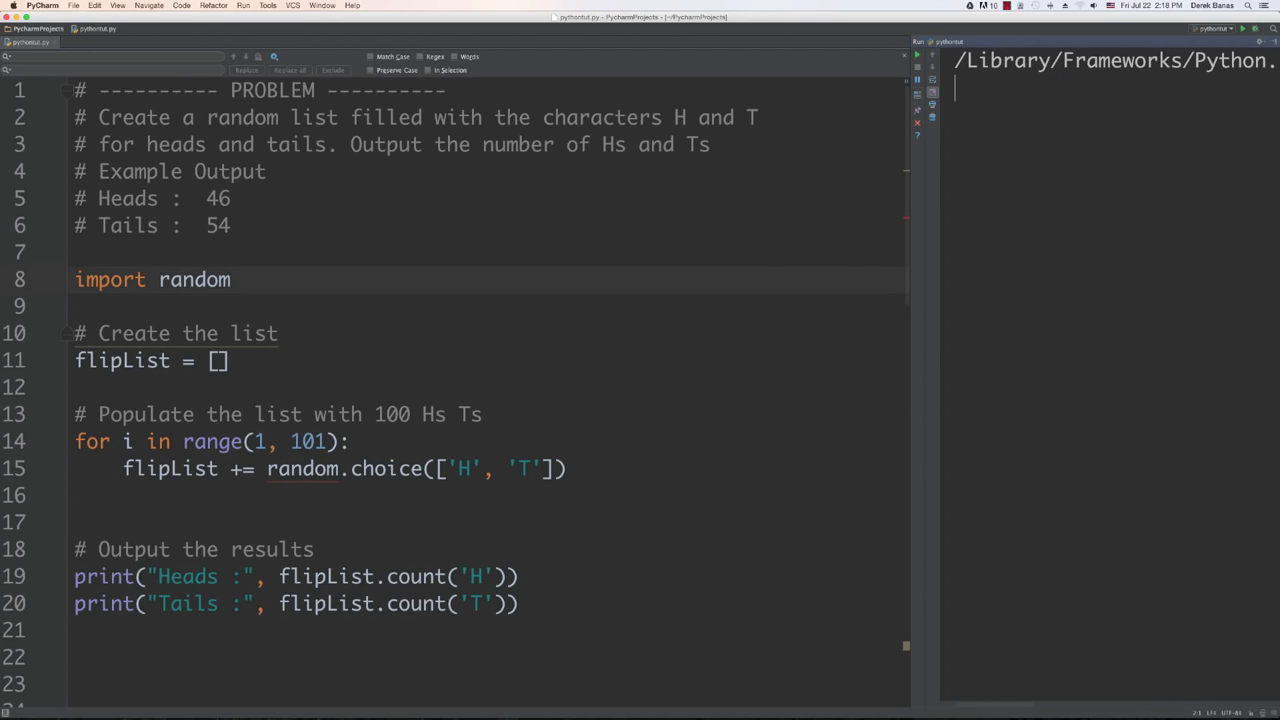 PyCharm File Edit View Navigate Code Refactor Run Tools VCS Window Help
10 Fri Jul 22 2:18 PM Derek Banas
pythontut.py - PycharmProjects - [~/PycharmProjects]
PycharmProjects pythontut.py pythontut
pythontut.py Run pythontut
Match Case Regex Words
Replace Replace all Exclude Preserve Case In Selection
/Library/Frameworks/Python.
1 # ---------- PROBLEM ----------
2 # Create a random list filled with the characters H and T
3 # for heads and tails. Output the number of Hs and Ts
4 # Example Output
5 # Heads :  46
6 # Tails :  54
7
8 import random
9
10 # Create the list
11 flipList = []
12
13 # Populate the list with 100 Hs Ts
14 for i in range(1, 101):
15     flipList += random.choice(['H', 'T'])
16
17
18 # Output the results
19 print("Heads :", flipList.count('H'))
20 print("Tails :", flipList.count('T'))
21
22
23
2:1 LF÷ UTF-8÷